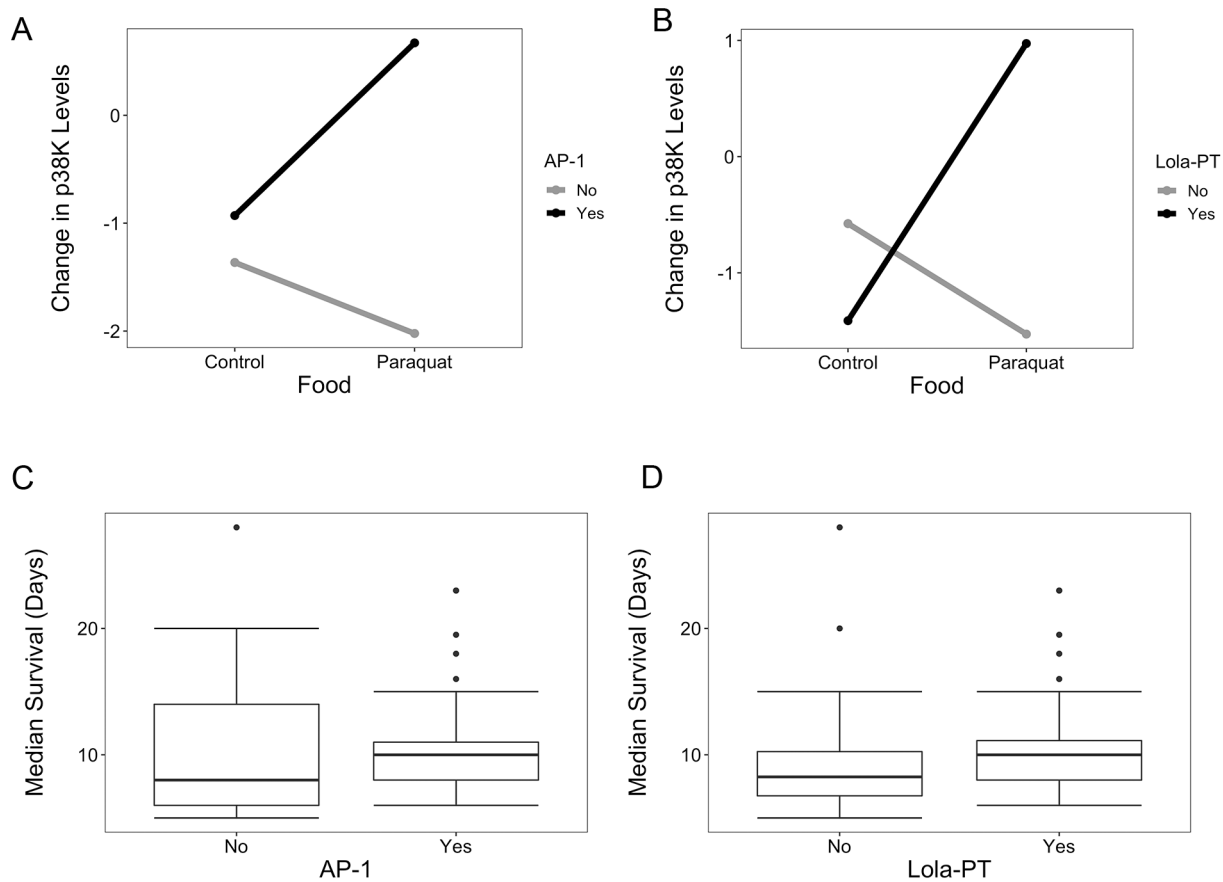 A
Change in p38K Levels
0
-1
-2
Control
Paraquat
Food
AP-1
No
Yes
B
Change in p38K Levels
1
0
-1
Control
Paraquat
Food
Lola-PT
No
Yes
C
Median Survival (Days)
20
10
No
Yes
AP-1
D
Median Survival (Days)
20
10
No
Yes
Lola-PT